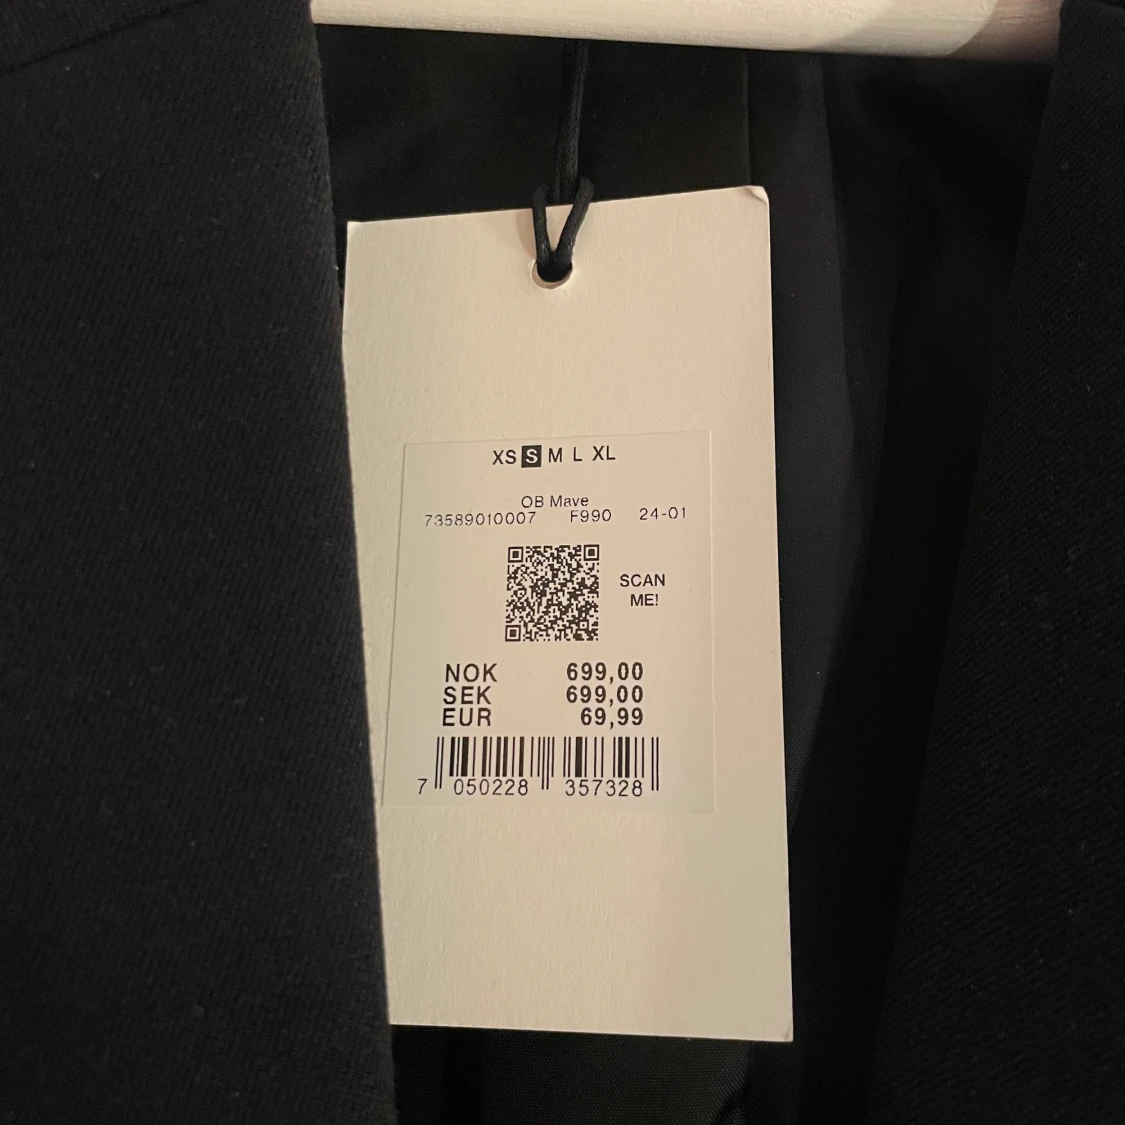 XS S M L XL
OB Mave
73589010007 F990 24-01
SCAN
ME!
NOK 699,00
SEK 699,00
EUR 69,99
7 050228 357328